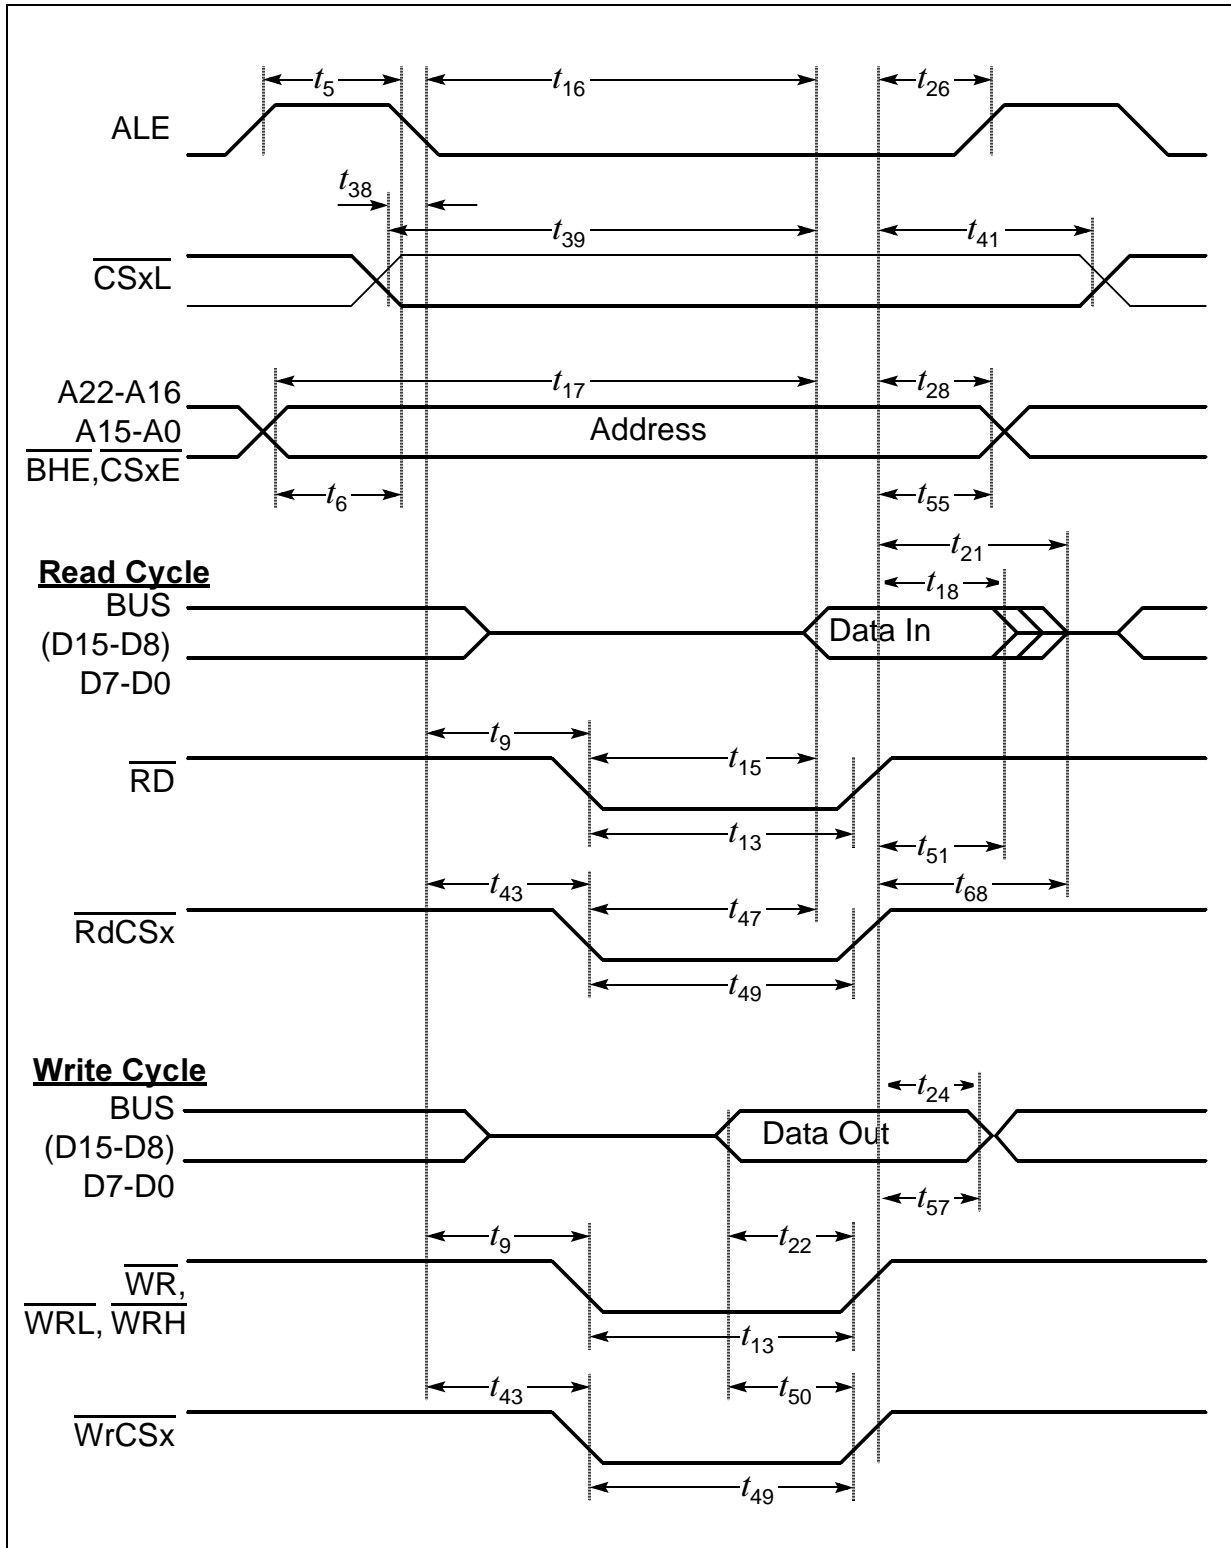 t5
t16
t26
ALE
t38
t39
t41
CSxL
t17
t28
A22-A16
A15-A0
BHE,CSxE
Address
t6
t55
t21
Read Cycle
t18
BUS
(D15-D8)
D7-D0
Data In
t9
t15
RD
t13
t51
t43
t68
t47
RdCSx
t49
Write Cycle
t24
BUS
(D15-D8)
D7-D0
Data Out
t57
t9
t22
WR,
WRL, WRH
t13
t43
t50
WrCSx
t49